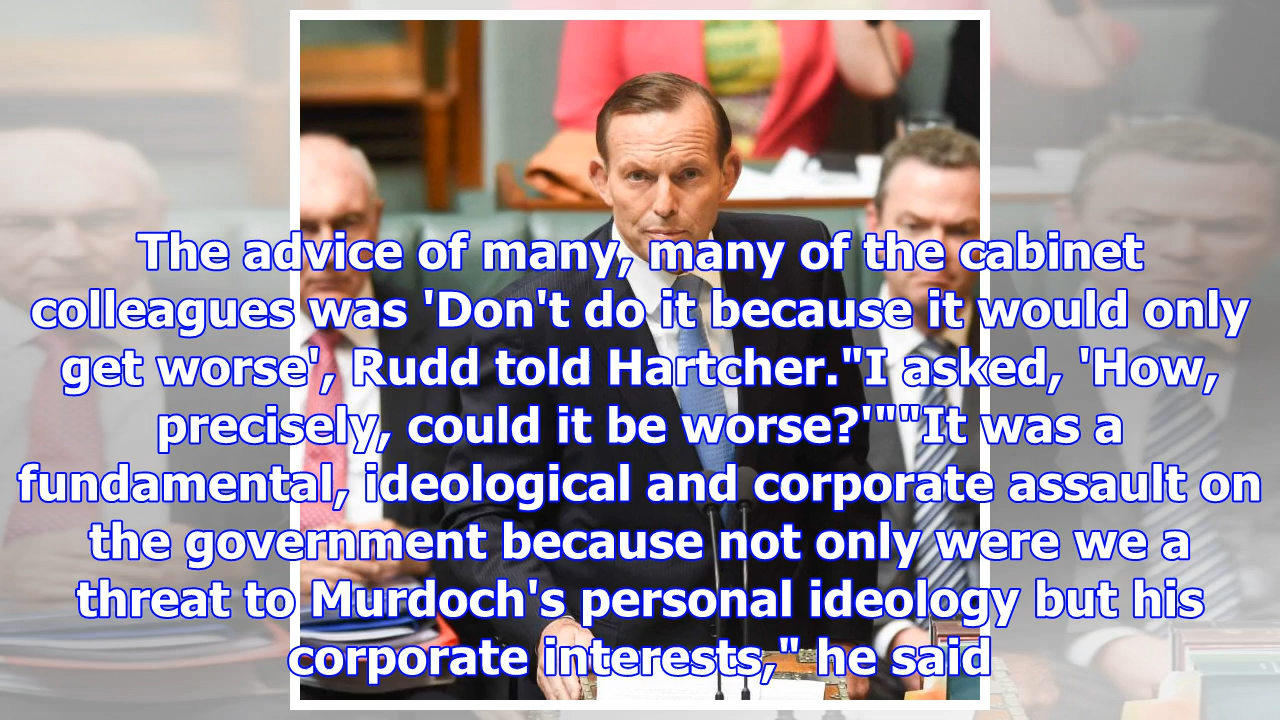 The advice of many, many of the cabinet
colleagues was 'Don't do it because it would only
get worse', Rudd told Hartcher."I asked, 'How,
precisely, could it be worse?'""It was a
fundamental, ideological and corporate assault on
the government because not only were we a
threat to Murdoch's personal ideology but his
corporate interests," he said